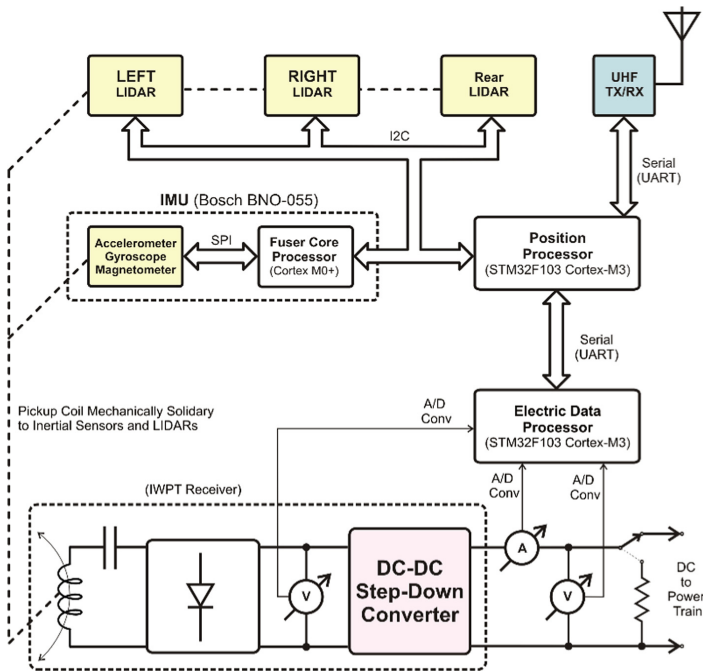 LEFT
LIDAR
RIGHT
LIDAR
Rear
LIDAR
UHF
TX/RX
I2C
Serial
(UART)
IMU (Bosch BNO-055)
Accelerometer
Gyroscope
Magnetometer
SPI
Fuser Core
Processor
(Cortex M0+)
Position
Processor
(STM32F103 Cortex-M3)
Serial
(UART)
Pickup Coil Mechanically Solidary
to Inertial Sensors and LIDARs
A/D
Conv
Electric Data
Processor
(STM32F103 Cortex-M3)
A/D
Conv
A/D
Conv
(IWPT Receiver)
V
DC-DC
Step-Down
Converter
A
V
DC
to
Power
Train